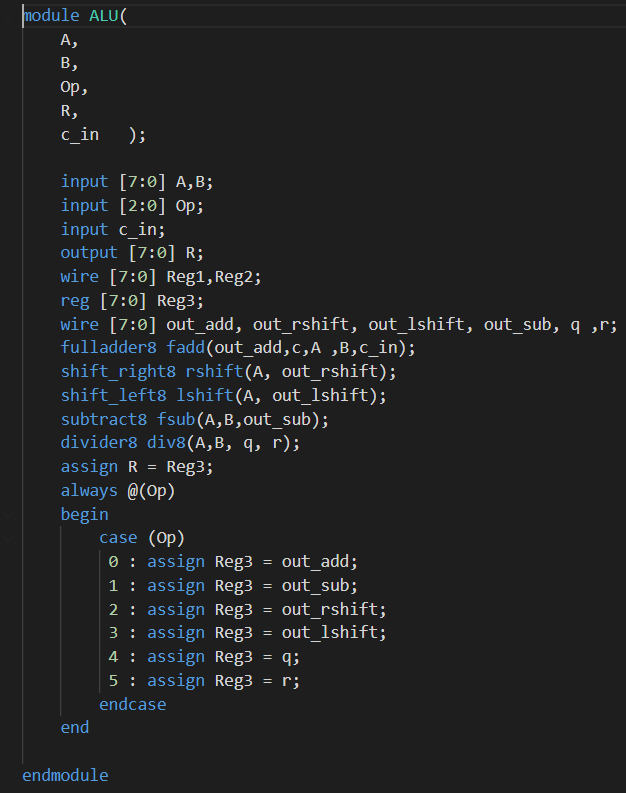 module ALU(
    A,
    B,
    Op,
    R,
    c_in   );
    input [7:0] A,B;
    input [2:0] Op;
    input c_in;
    output [7:0] R;
    wire [7:0] Reg1,Reg2;
    reg [7:0] Reg3;
    wire [7:0] out_add, out_rshift, out_lshift, out_sub, q ,r;
    fulladder8 fadd(out_add,c,A ,B,c_in);
    shift_right8 rshift(A, out_rshift);
    shift_left8 lshift(A, out_lshift);
    subtract8 fsub(A,B,out_sub);
    divider8 div8(A,B, q, r);
    assign R = Reg3;
    always @(Op)
    begin
        case (Op)
         0 : assign Reg3 = out_add;
         1 : assign Reg3 = out_sub;
         2 : assign Reg3 = out_rshift;
         3 : assign Reg3 = out_lshift;
         4 : assign Reg3 = q;
         5 : assign Reg3 = r;
        endcase
    end
endmodule